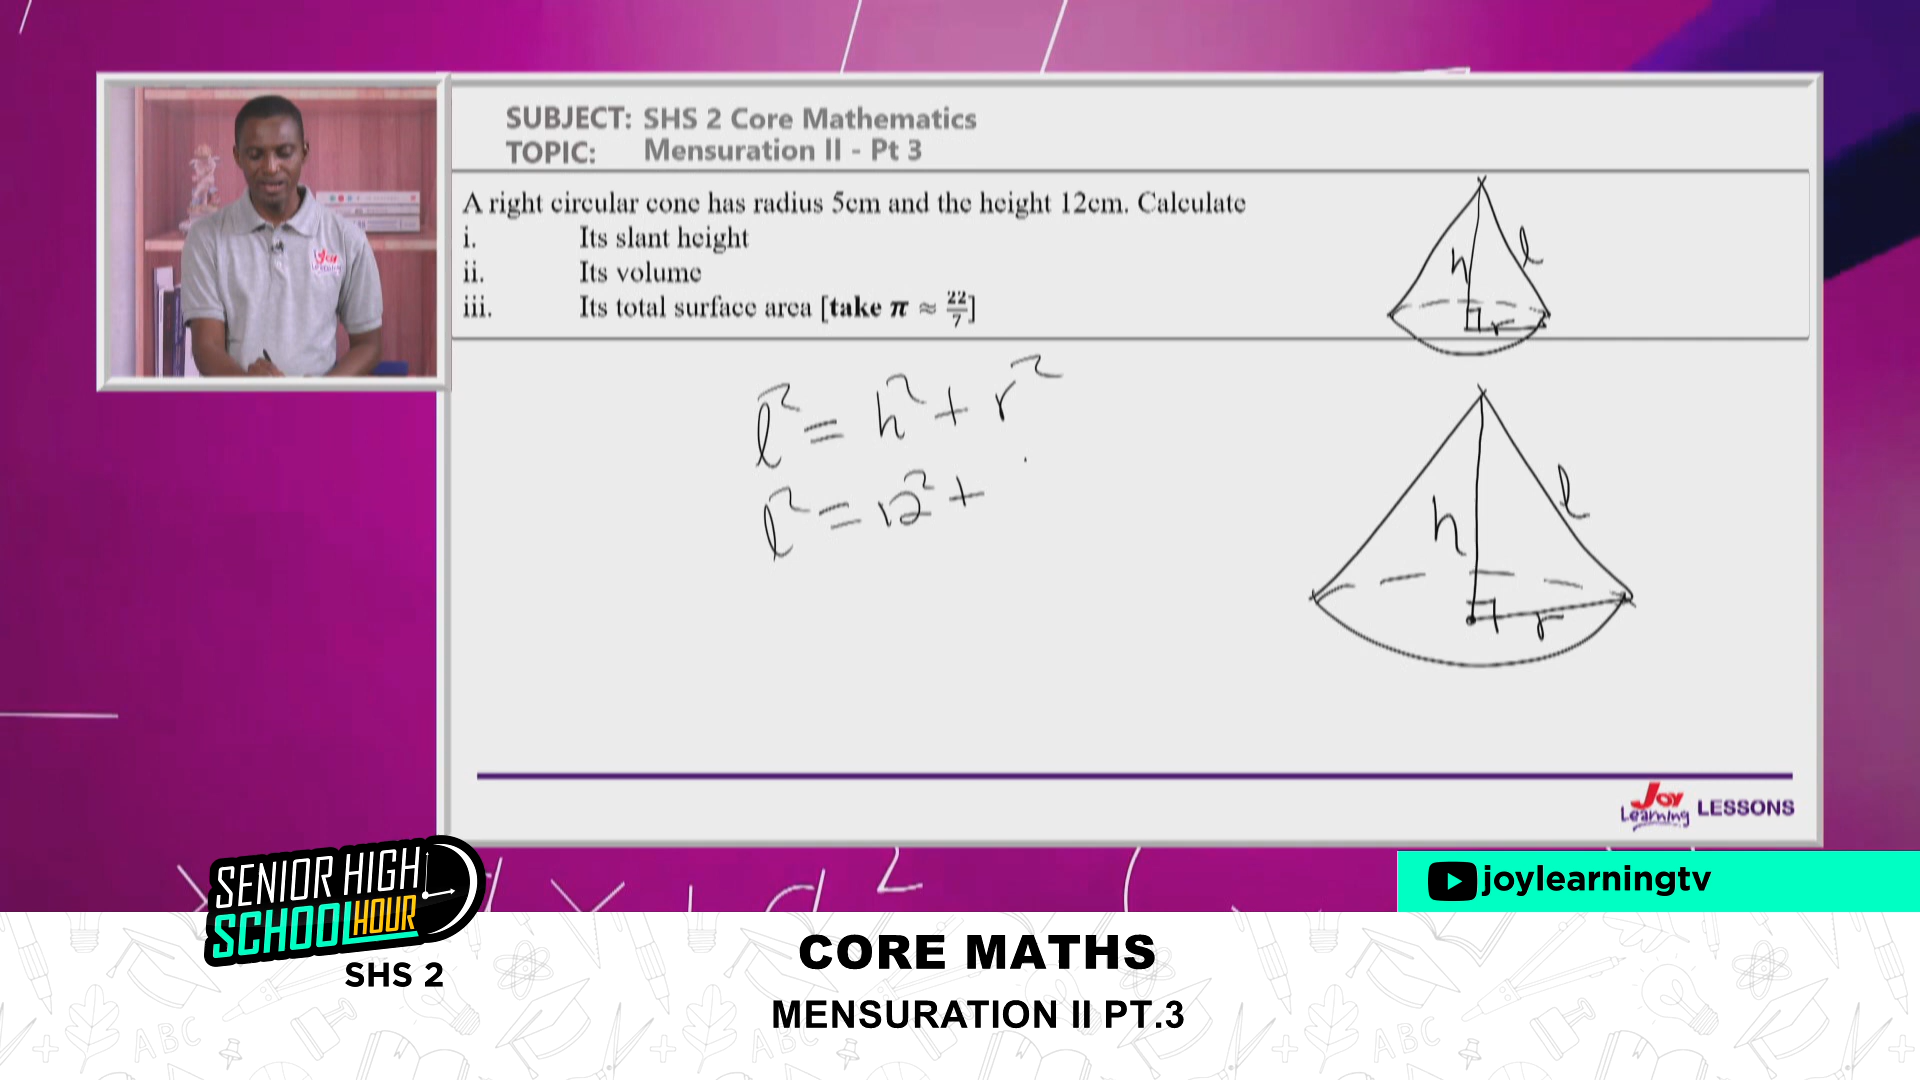 SUBJECT: SHS 2 Core Mathematics
TOPIC: Mensuration II - Pt 3
A right circular cone has radius 5cm and the height 12cm. Calculate
i. Its slant height
ii. Its volume
iii. Its total surface area [take π ≈ 22/7]
h l
r
l² = h² + r²
l² = 12² +
h l
r
Joy Learning LESSONS
SENIOR HIGH SCHOOL HOUR
SHS 2
joylearningtv
CORE MATHS
MENSURATION II PT.3
ABC
ABC